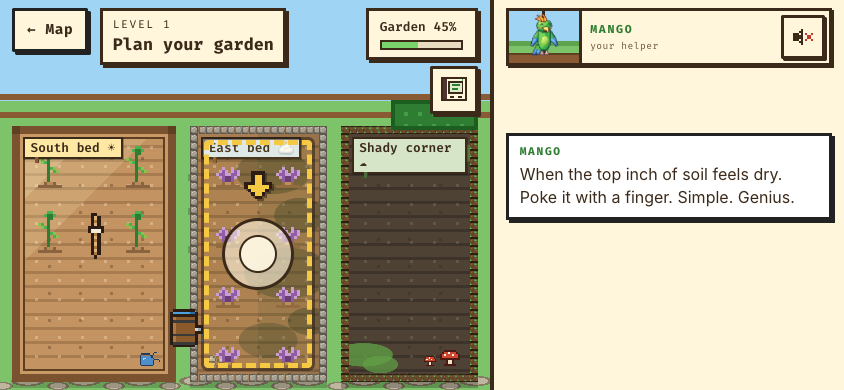 ← Map
LEVEL 1
Plan your garden
Garden 45%
South bed ☀
East bed
Shady corner
☁
MANGO
your helper
MANGO
When the top inch of soil feels dry.
Poke it with a finger. Simple. Genius.